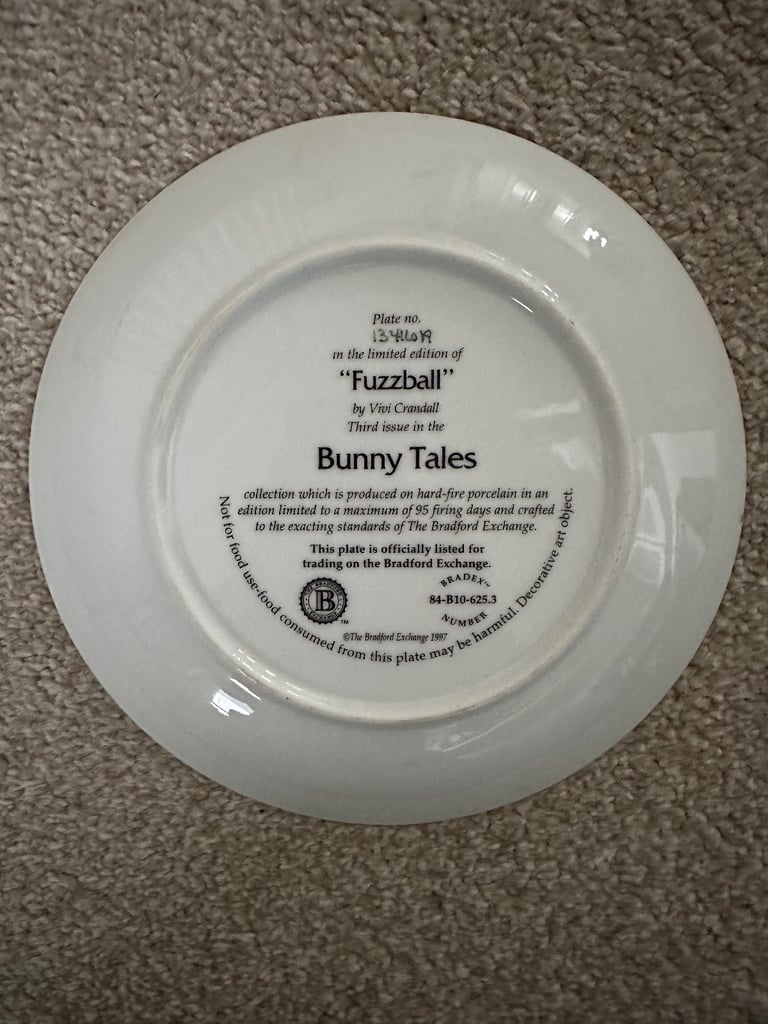 Plate no.
in the limited edition of
“Fuzzball”
by Vivi Crandall
Third issue in the
Bunny Tales
collection which is produced on hard-fire porcelain in an
edition limited to a maximum of 95 firing days and crafted
to the exacting standards of The Bradford Exchange.
This plate is officially listed for
trading on the Bradford Exchange.
B
TM
BRADEX™
84-B10-625.3
NUMBER
©The Bradford Exchange 1997
Not for food use-food consumed from this plate may be harmful. Decorative art object.